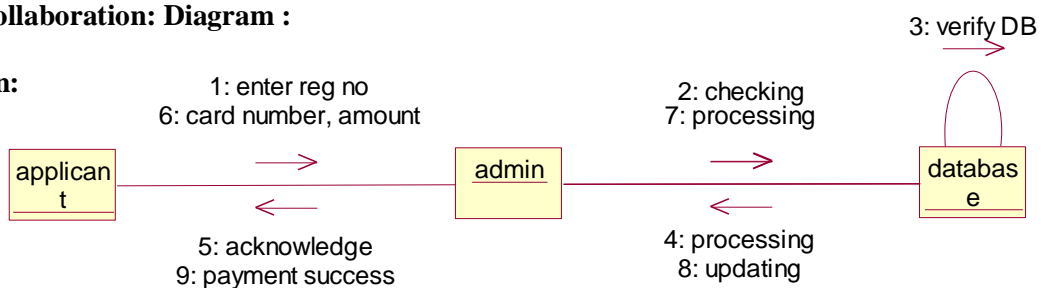 ollaboration: Diagram :
3: verify DB
n:
1: enter reg no
6: card number, amount
2: checking
7: processing
applican
t
admin
databas
e
5: acknowledge
9: payment success
4: processing
8: updating